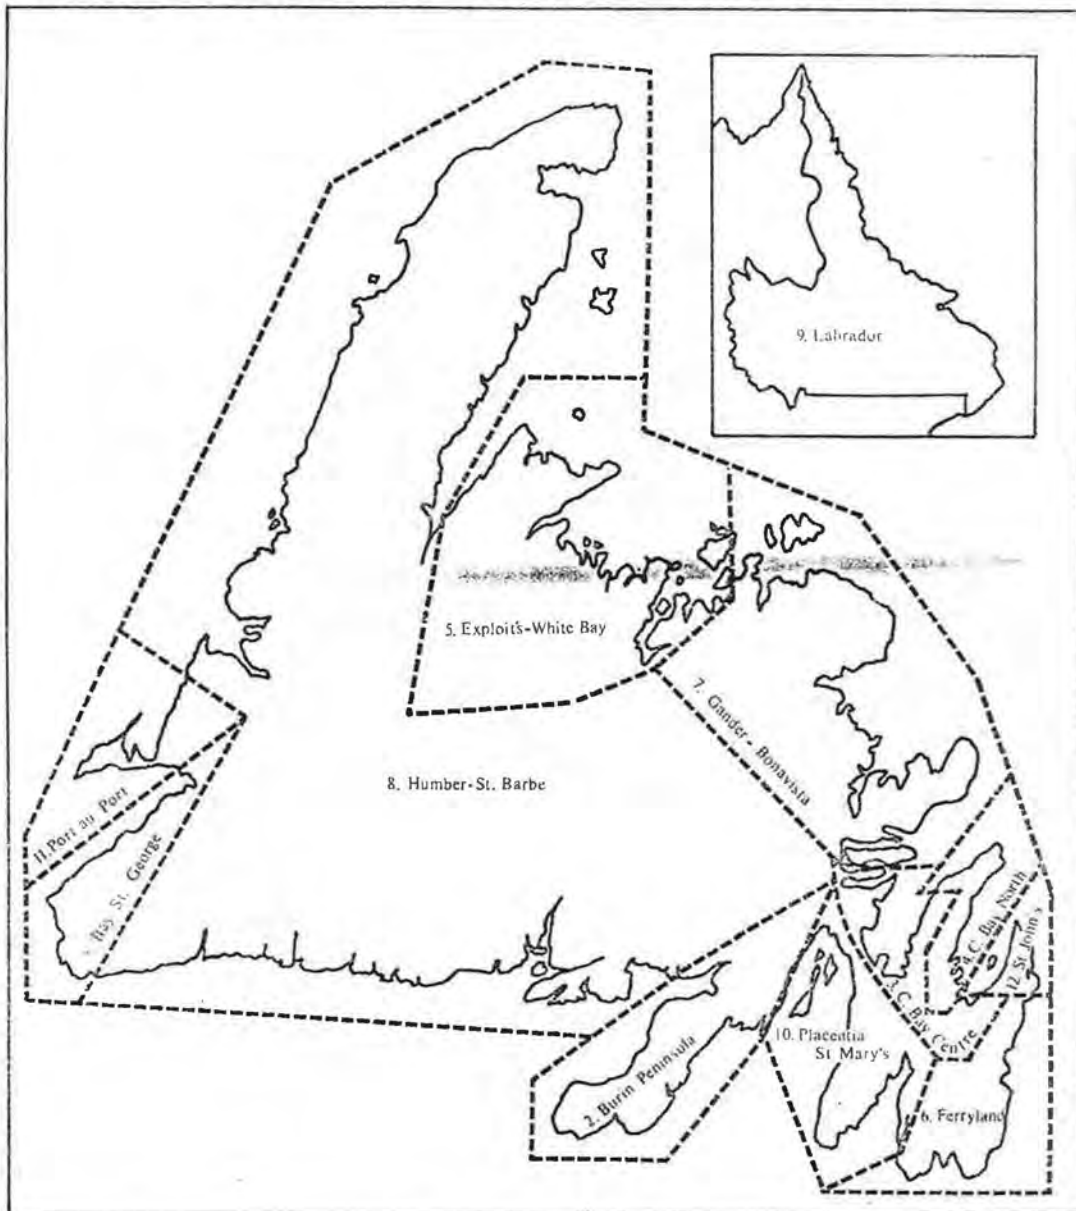 9. Labrador
5. Exploit's-White Bay
7. Gander - Bonavista
8. Humber-St. Barbe
11. Port au Port
Bay St. George
4. C. Bay North
12. St John's
3. C. Bay Centre
10. Placentia
St Mary's
2. Burin Peninsula
6. Ferryland